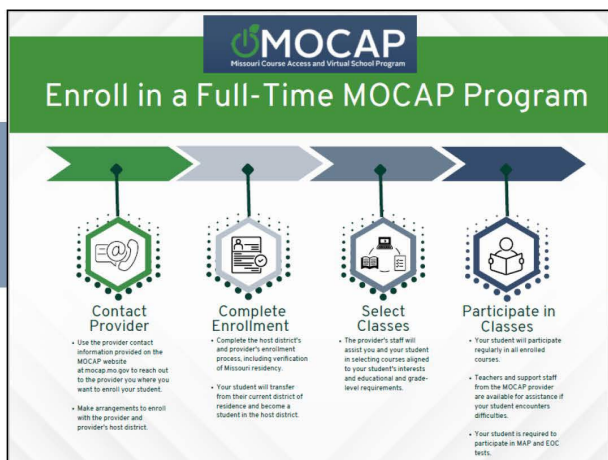 MOCAP
Missouri Course Access and Virtual School Program
Enroll in a Full-Time MOCAP Program
Contact
Provider
• Use the provider contact
information provided on the
MOCAP website
at mocap.mo.gov to reach out
to the provider you where you
want to enroll your student.
• Make arrangements to enroll
with the provider and
provider's host district.
Complete
Enrollment
• Complete the host district's
and provider's enrollment
process, including verification
of Missouri residency.
• Your student will transfer
from their current district of
residence and become a
student in the host district.
Select
Classes
• The provider's staff will
assist you and your student
in selecting courses aligned
to your student's interests
and educational and grade-
level requirements.
Participate in
Classes
• Your student will participate
regularly in all enrolled
courses.
• Teachers and support staff
from the MOCAP provider
are available for assistance if
your student encounters
difficulties.
• Your student is required to
participate in MAP and EOC
tests.